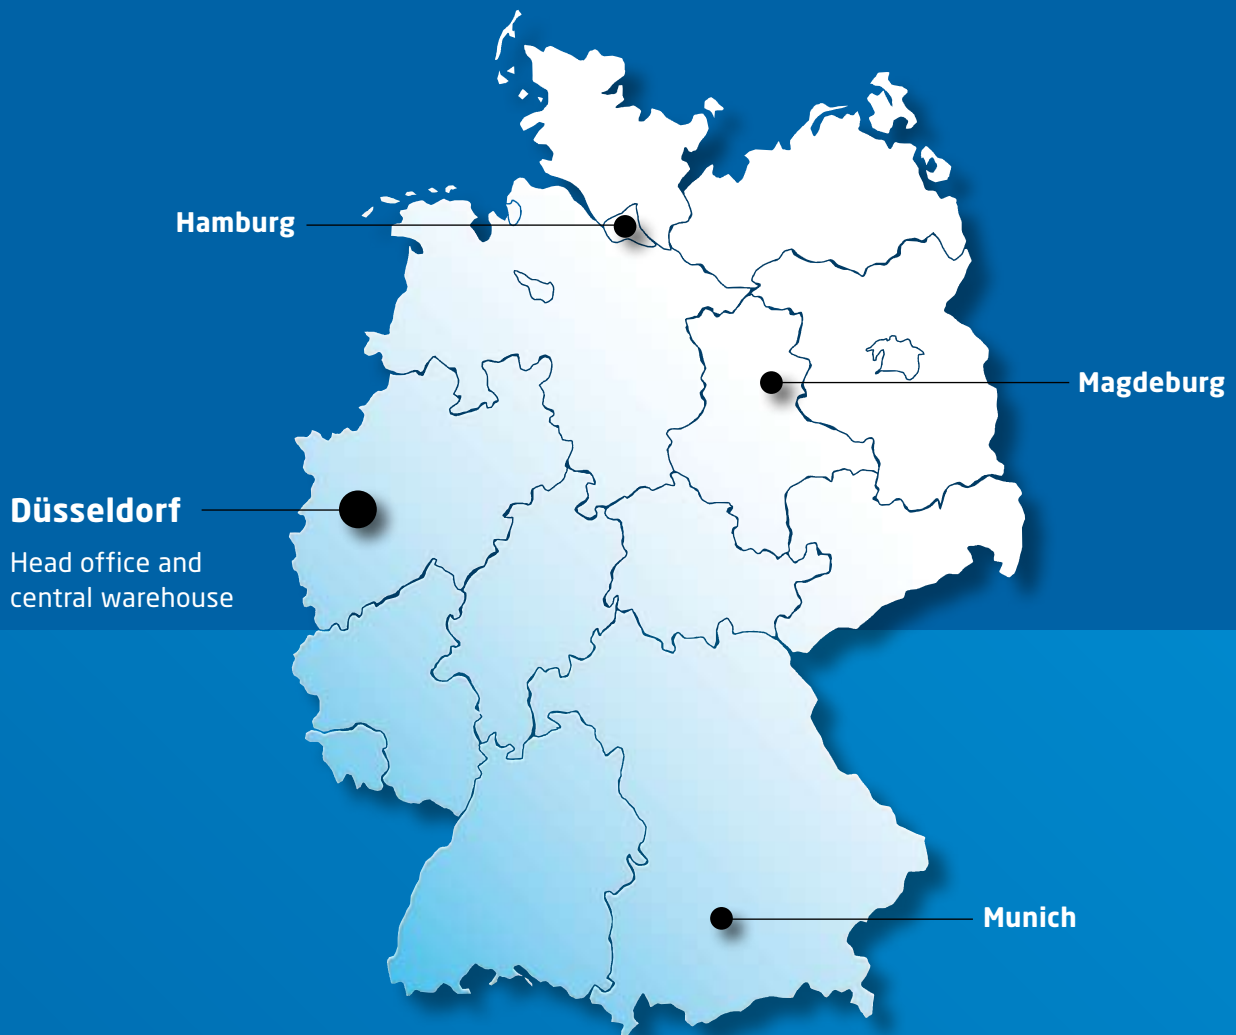 Hamburg
Magdeburg
Düsseldorf
Head office and
central warehouse
Munich